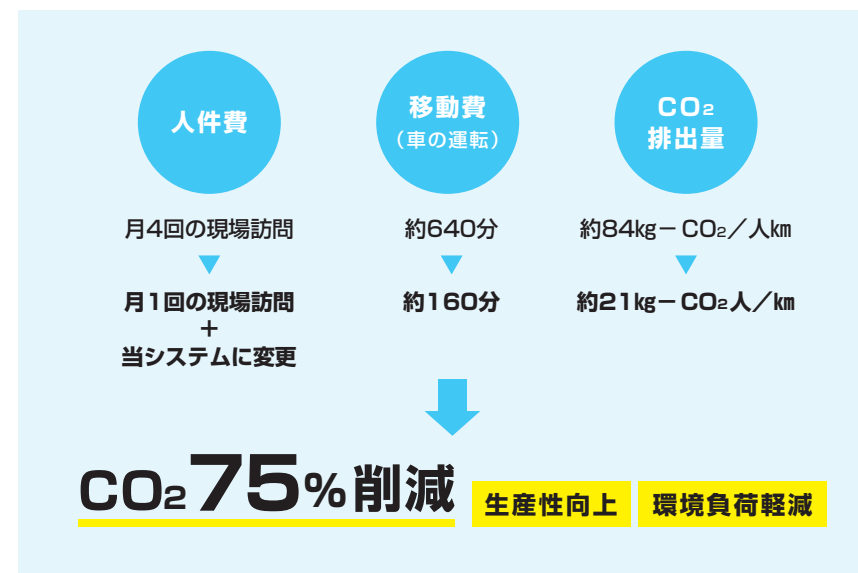 人件費
移動費
（車の運転）
CO₂
排出量
月4回の現場訪問
約640分
約84㎏－CO₂／人㎞
月1回の現場訪問
＋
当システムに変更
約160分
約21㎏－CO₂人／㎞
CO₂75%削減
生産性向上
環境負荷軽減